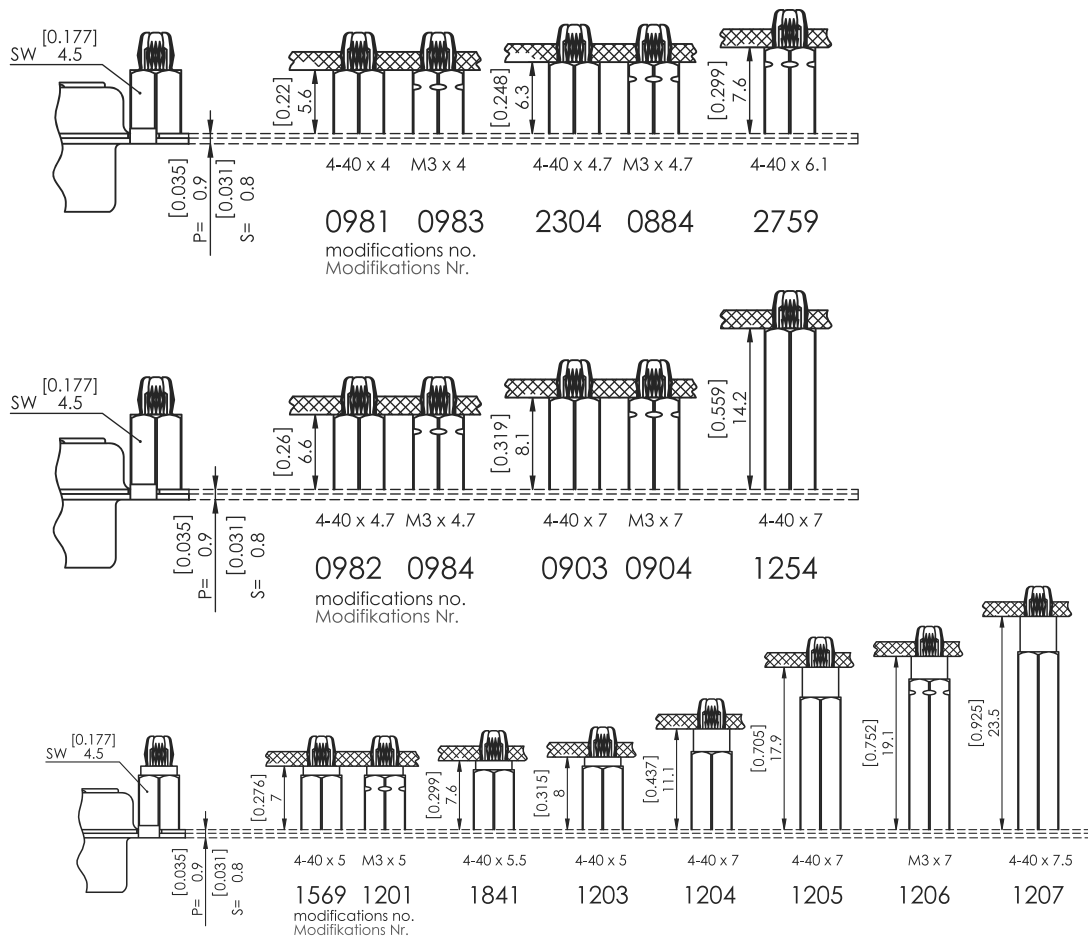 [0.177]
SW 4.5
[0.22]
5.6
[0.248]
6.3
[0.299]
7.6
4-40 x 4 M3 x 4 4-40 x 4.7 M3 x 4.7 4-40 x 6.1
[0.035]
P= 0.9
[0.031]
S= 0.8
0981 0983 2304 0884 2759
modifications no.
Modifikations Nr.
[0.177]
SW 4.5
[0.26]
6.6
[0.319]
8.1
[0.559]
14.2
4-40 x 4.7 M3 x 4.7 4-40 x 7 M3 x 7 4-40 x 7
[0.035]
P= 0.9
[0.031]
S= 0.8
0982 0984 0903 0904 1254
modifications no.
Modifikations Nr.
[0.177]
SW 4.5
[0.276]
7
[0.299]
7.6
[0.315]
8
[0.437]
11.1
[0.705]
17.9
[0.752]
19.1
[0.925]
23.5
4-40 x 5 M3 x 5 4-40 x 5.5 4-40 x 5 4-40 x 7 4-40 x 7 M3 x 7 4-40 x 7.5
[0.035]
P= 0.9
[0.031]
S= 0.8
1569 1201 1841 1203 1204 1205 1206 1207
modifications no.
Modifikations Nr.